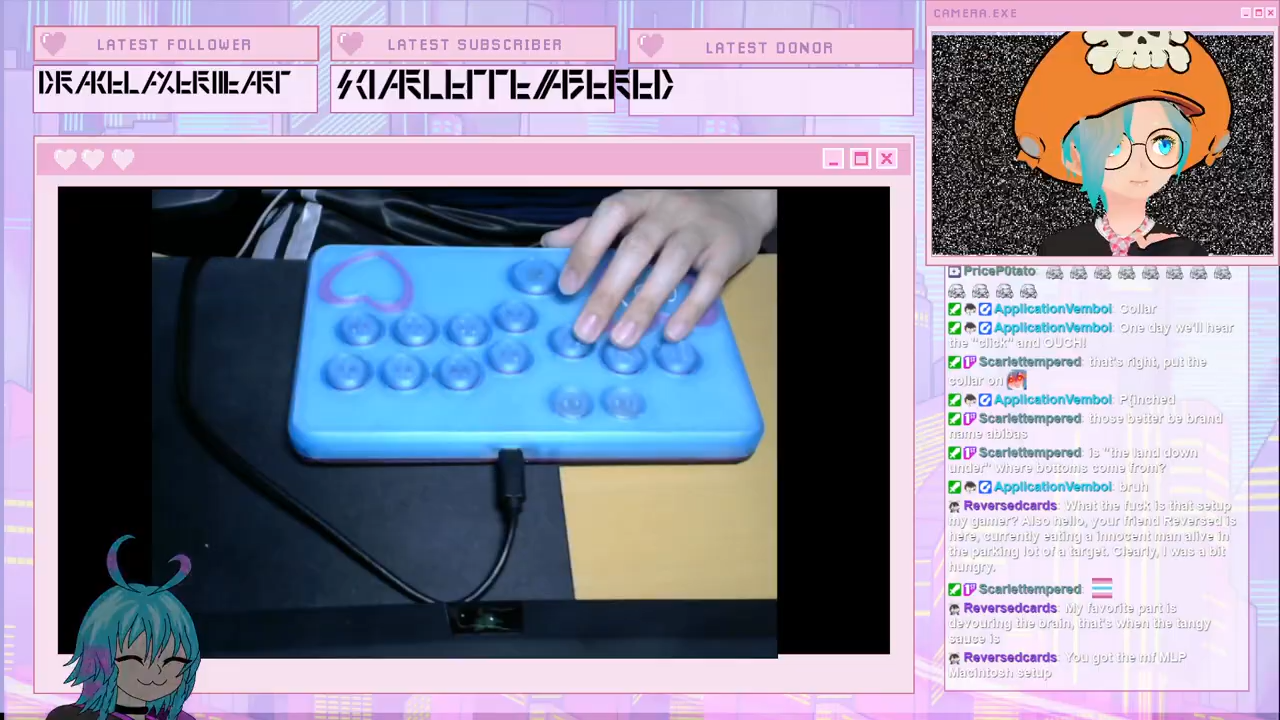 LATEST FOLLOWER
LATEST SUBSCRIBER
LATEST DONOR
CAMERA.EXE
DRAKELAXERHEART
SCARLETTEMPERED
PriceP0tato
ApplicationVembol: Collar
ApplicationVembol: One day we'll hear
the "click" and OUCH!
Scarlettempered: that's right, put the
collar on
ApplicationVembol: P{inched
Scarlettempered: those better be brand
name abibas
Scarlettempered: is "the land down
under" where bottoms come from?
ApplicationVembol: bruh
Reversedcards: What the fuck is that setup
my gamer? Also hello, your friend Reversed is
here, currently eating a innocent man alive in
the parking lot of a target. Clearly, I was a bit
hungry.
Scarlettempered:
Reversedcards: My favorite part is
devouring the brain, that's when the tangy
sauce is
Reversedcards: You got the mf MLP
Macintosh setup